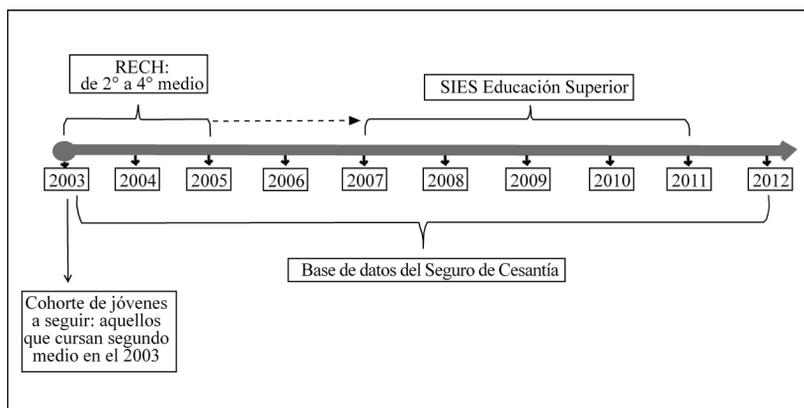 RECH:
de 2° a 4° medio
SIES Educación Superior
2003
2004
2005
2006
2007
2008
2009
2010
2011
2012
Base de datos del Seguro de Cesantía
Cohorte de jóvenes
a seguir: aquellos
que cursan segundo
medio en el 2003